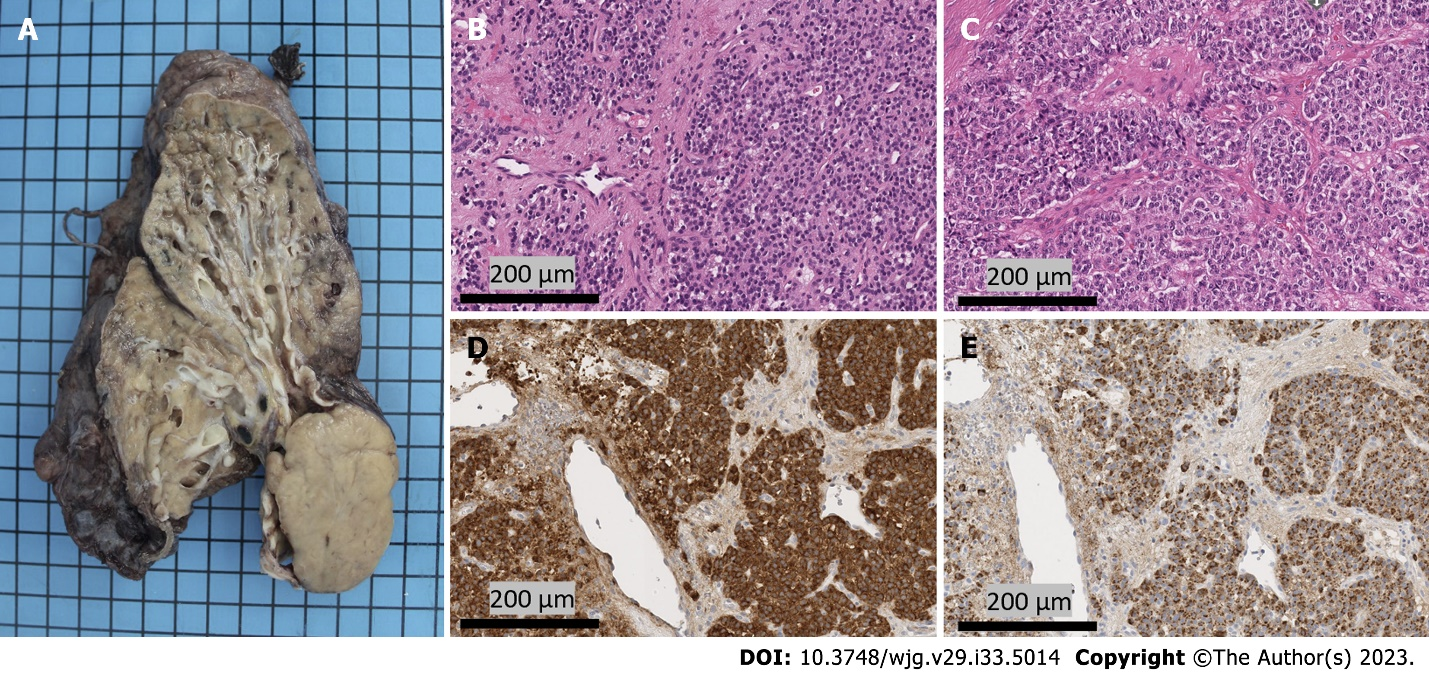 A
B
C
200 µm
200 µm
D
E
200 µm
200 µm
DOI: 10.3748/wjg.v29.i33.5014 Copyright ©The Author(s) 2023.